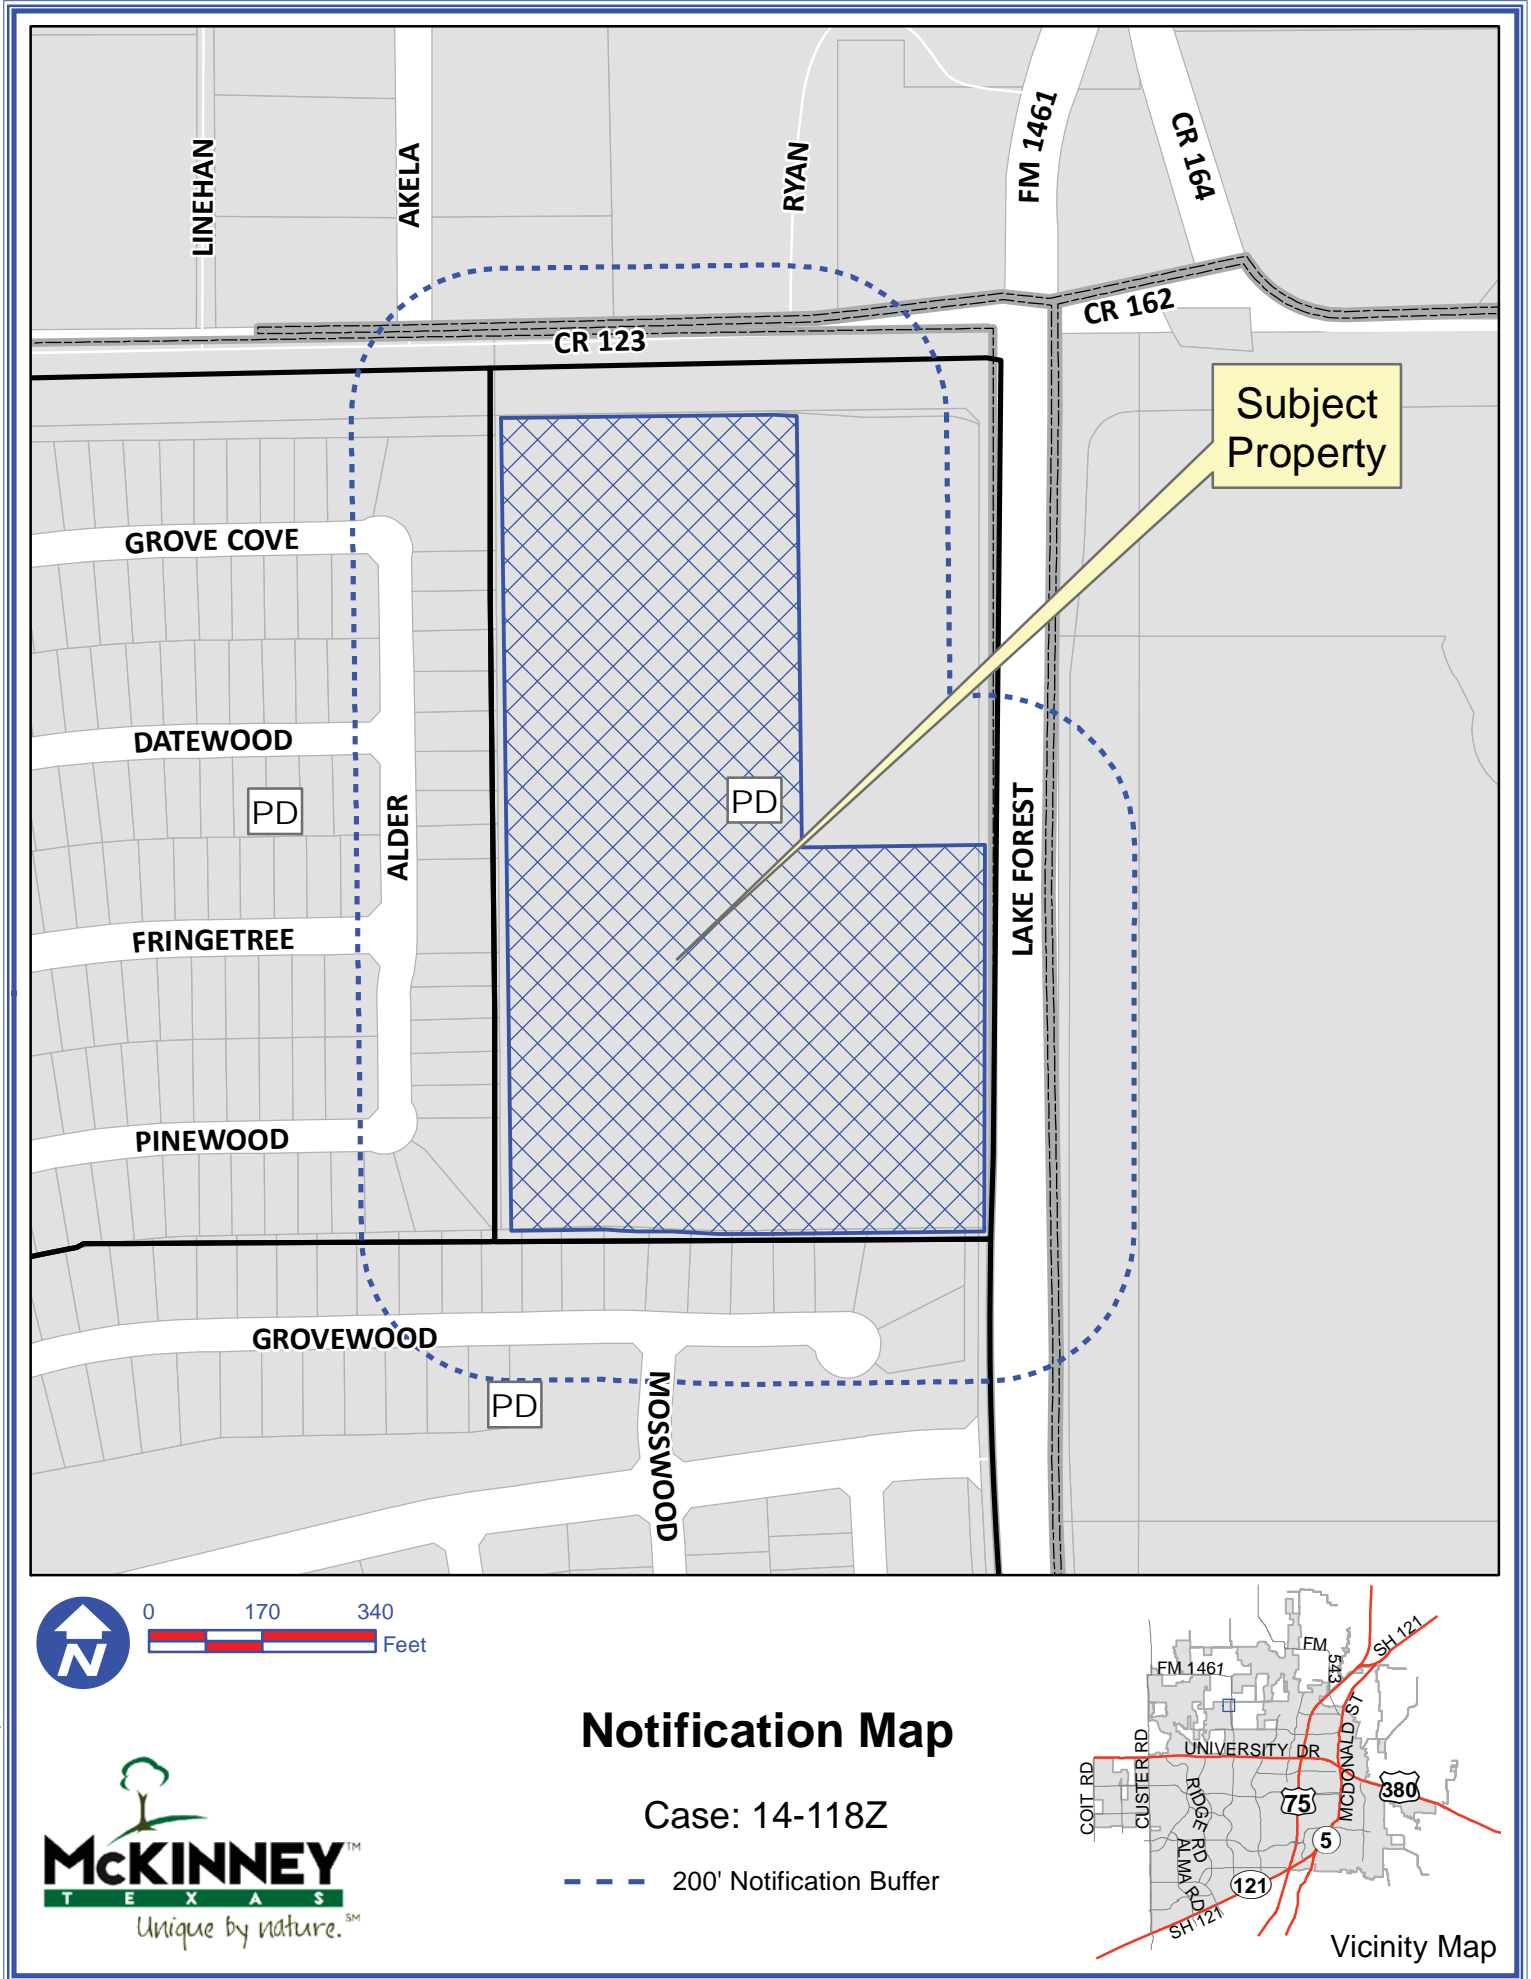 LINEHAN
AKELA
RYAN
FM 1461
CR 164
CR 123
CR 162
Subject
Property
GROVE COVE
DATEWOOD
PD
ALDER
PD
LAKE FOREST
FRINGETREE
PINEWOOD
GROVEWOOD
PD
MOSSWOOD
N
0 170 340
Feet
Notification Map
Case: 14-118Z
200' Notification Buffer
McKINNEY™
TEXAS
Unique by nature.℠
FM 1461
FM 543
SH 121
UNIVERSITY DR
MCDONALD ST
COIT RD
CUSTER RD
RIDGE RD
ALMA RD
75
380
5
121
SH 121
Vicinity Map